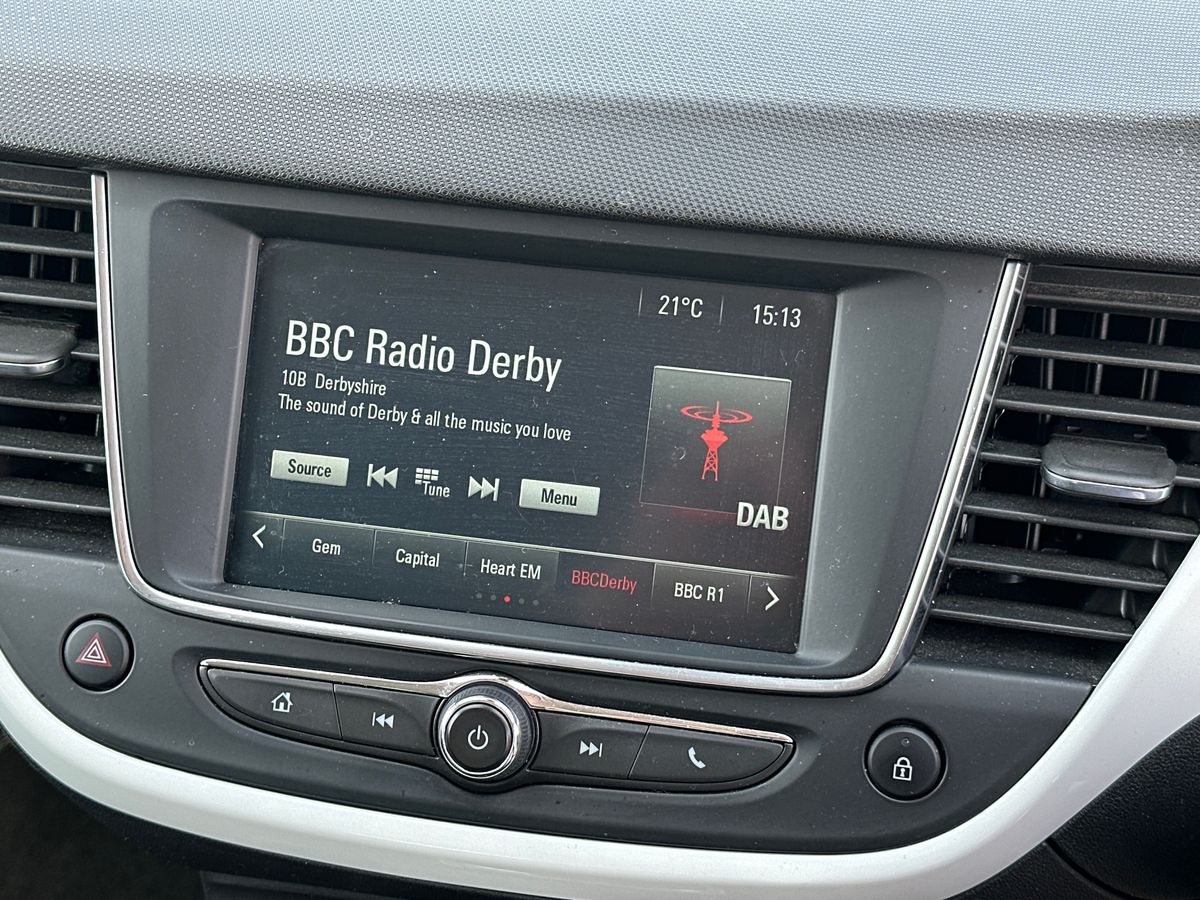 21°C 15:13
BBC Radio Derby
10B Derbyshire
The sound of Derby & all the music you love
Source Tune Menu
DAB
Gem Capital Heart EM BBCDerby BBC R1